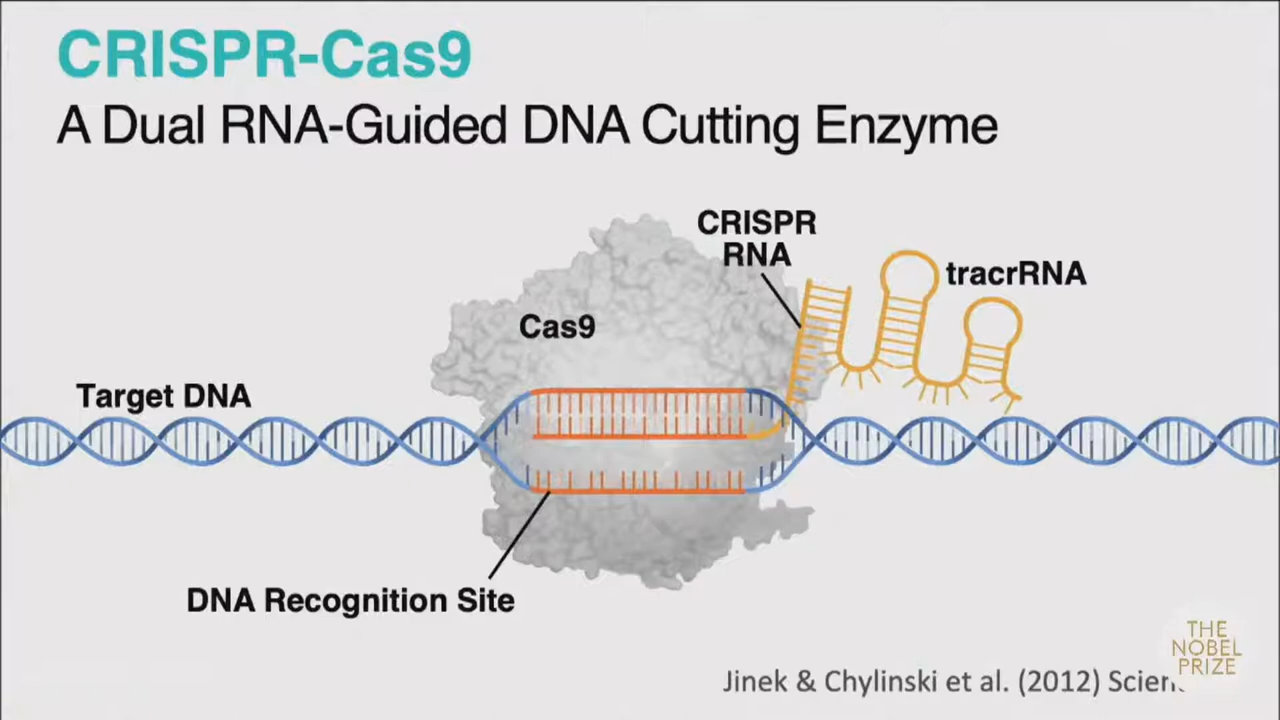 CRISPR-Cas9
A Dual RNA-Guided DNA Cutting Enzyme
CRISPR
RNA
tracrRNA
Cas9
Target DNA
DNA Recognition Site
THE
NOBEL
PRIZE
Jinek & Chylinski et al. (2012)